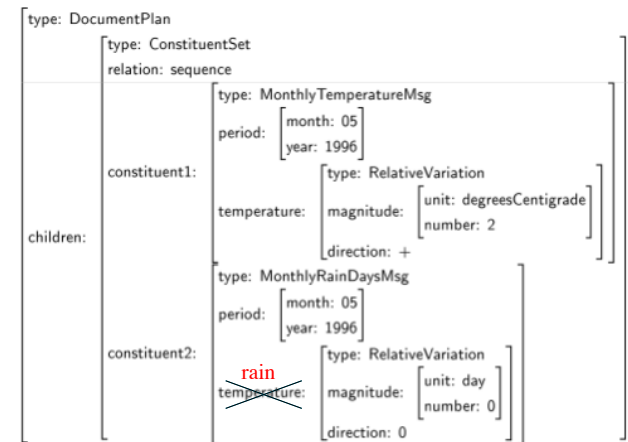 type: DocumentPlan
type: ConstituentSet
relation: sequence
type: MonthlyTemperatureMsg
period:
month: 05
year: 1996
constituent1:
type: RelativeVariation
temperature:
magnitude:
unit: degreesCentigrade
number: 2
direction: +
children:
type: MonthlyRainDaysMsg
period:
month: 05
year: 1996
constituent2:
type: RelativeVariation
rain
temperature:
magnitude:
unit: day
number: 0
direction: 0